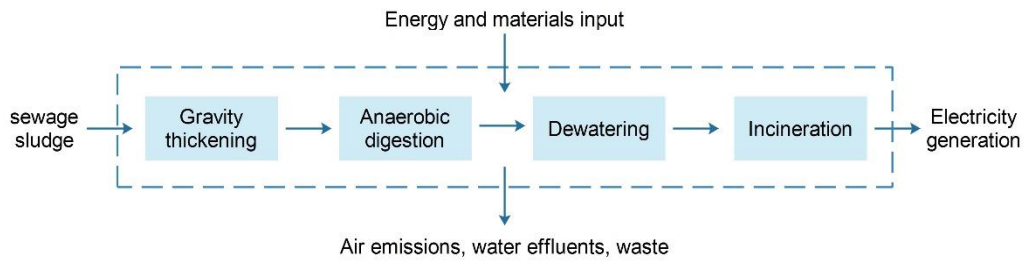 Energy and materials input
sewage
sludge
Gravity
thickening
Anaerobic
digestion
Dewatering
Incineration
Electricity
generation
Air emissions, water effluents, waste